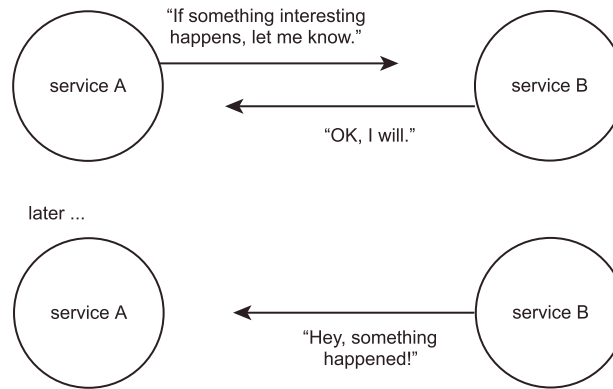 “If something interesting
happens, let me know.”
service A
service B
“OK, I will.”
later ...
service A
service B
“Hey, something
happened!”